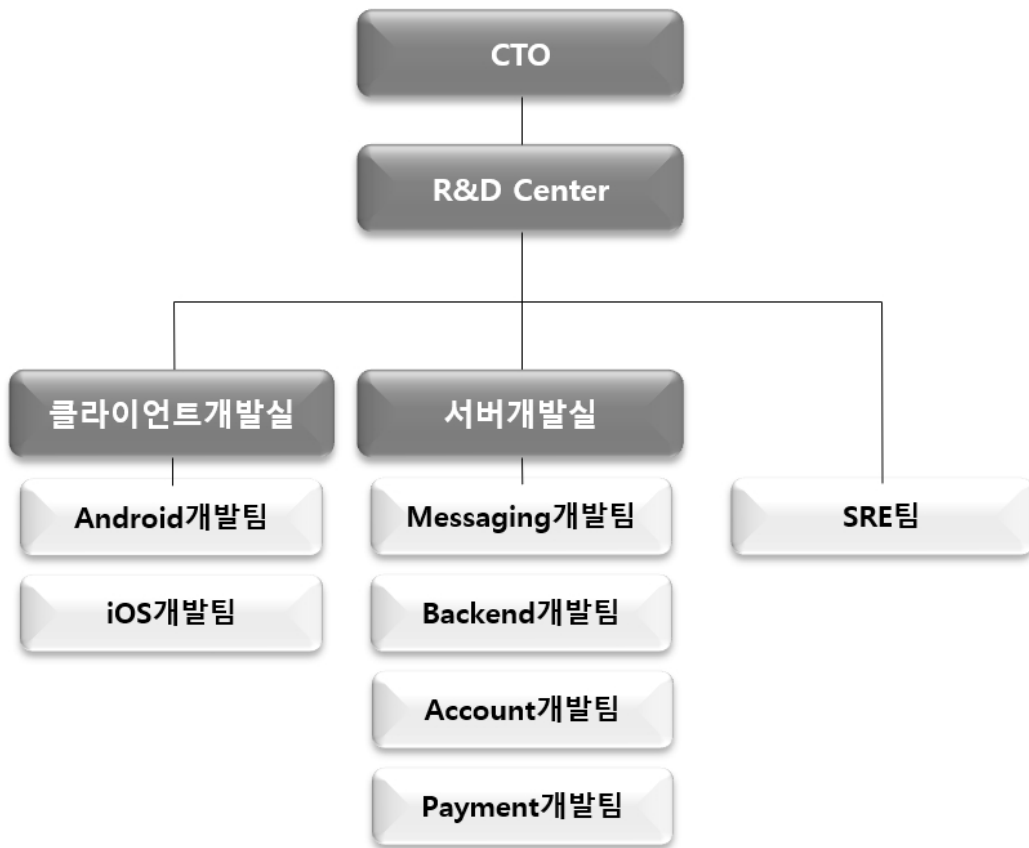 CTO
R&D Center
클라이언트개발실
서버개발실
Android개발팀
Messaging개발팀
SRE팀
iOS개발팀
Backend개발팀
Account개발팀
Payment개발팀